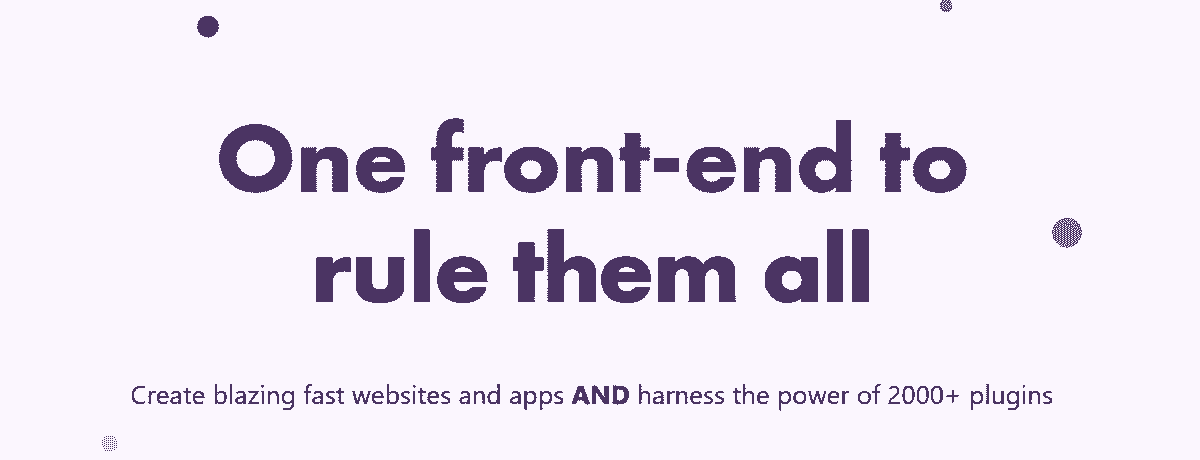 One front-end to
rule them all
Create blazing fast websites and apps AND harness the power of 2000+ plugins